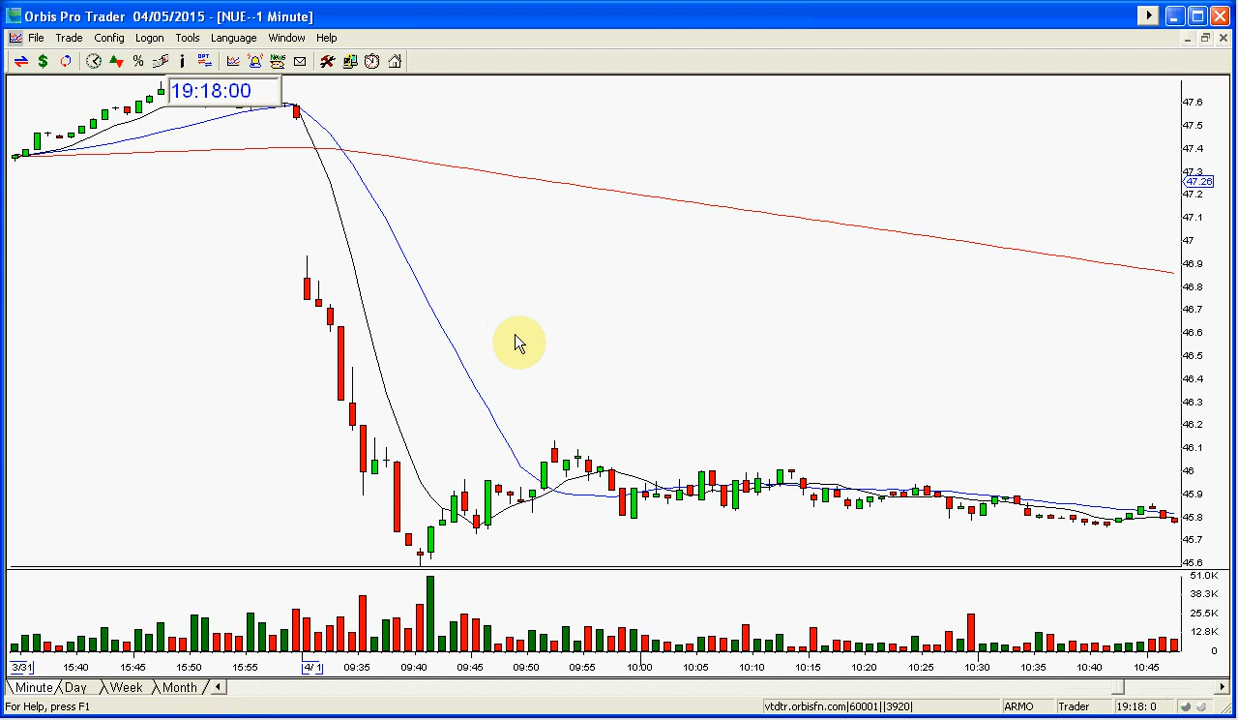 Orbis Pro Trader 04/05/2015 - [NUE--1 Minute]
File Trade Config Logon Tools Language Window Help
19:18:00
47.6
47.5
47.4
47.3
47.26
47.2
47.1
47
46.9
46.8
46.7
46.6
46.5
46.4
46.3
46.2
46.1
46
45.9
45.8
45.7
45.6
51.0K
38.3K
25.5K
12.8K
0
3/31 15:40 15:45 15:50 15:55 4/1 09:35 09:40 09:45 09:50 09:55 10:00 10:05 10:10 10:15 10:20 10:25 10:30 10:35 10:40 10:45
Minute Day Week Month
For Help, press F1 vtdtr.orbisfn.com|60001||3920| ARMO Trader 19:18: 0